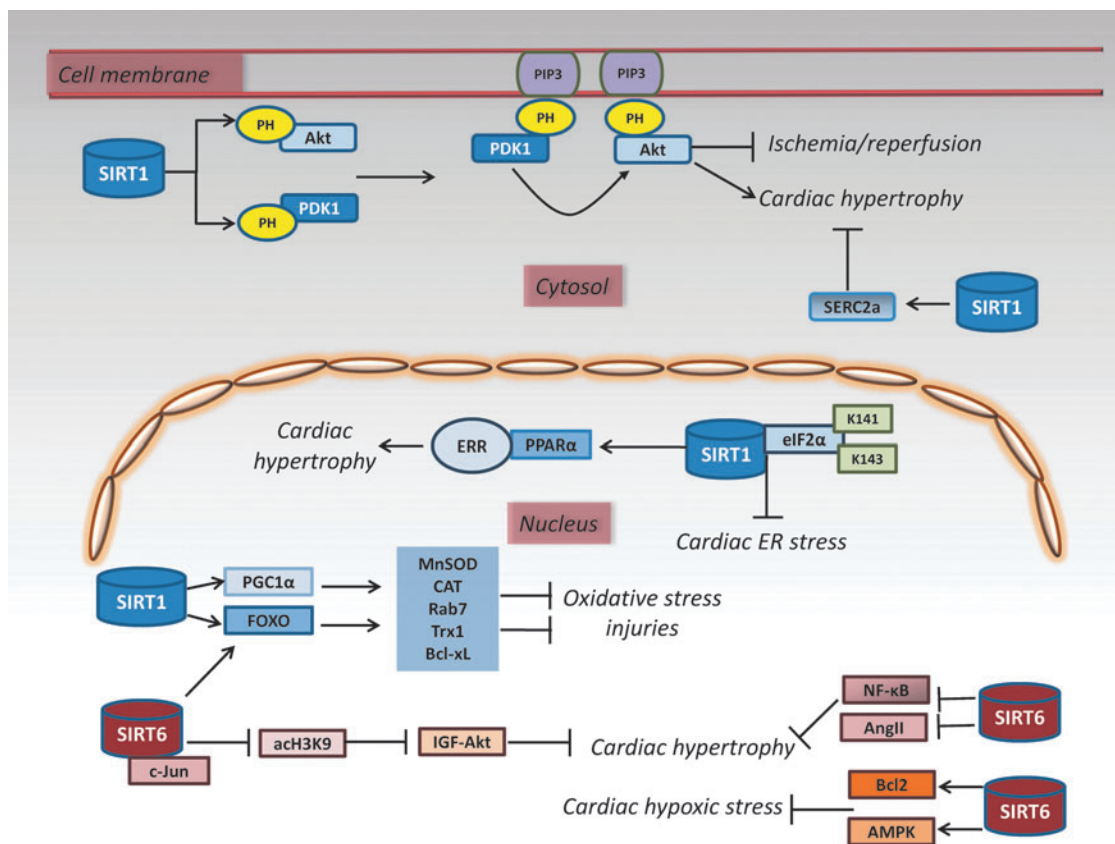 Cell membrane
PIP3
PIP3
PH
Akt
SIRT1
PH
PDK1
PH
PDK1
PH
Akt
Ischemia/reperfusion
Cardiac hypertrophy
Cytosol
SERC2a
SIRT1
Cardiac
hypertrophy
ERR
PPARα
SIRT1
eIF2α
K141
K143
Cardiac ER stress
Nucleus
SIRT1
PGC1α
FOXO
MnSOD
CAT
Rab7
Trx1
Bcl-xL
Oxidative stress
injuries
SIRT6
c-Jun
acH3K9
IGF-Akt
Cardiac hypertrophy
NF-κB
AngII
SIRT6
Cardiac hypoxic stress
Bcl2
AMPK
SIRT6